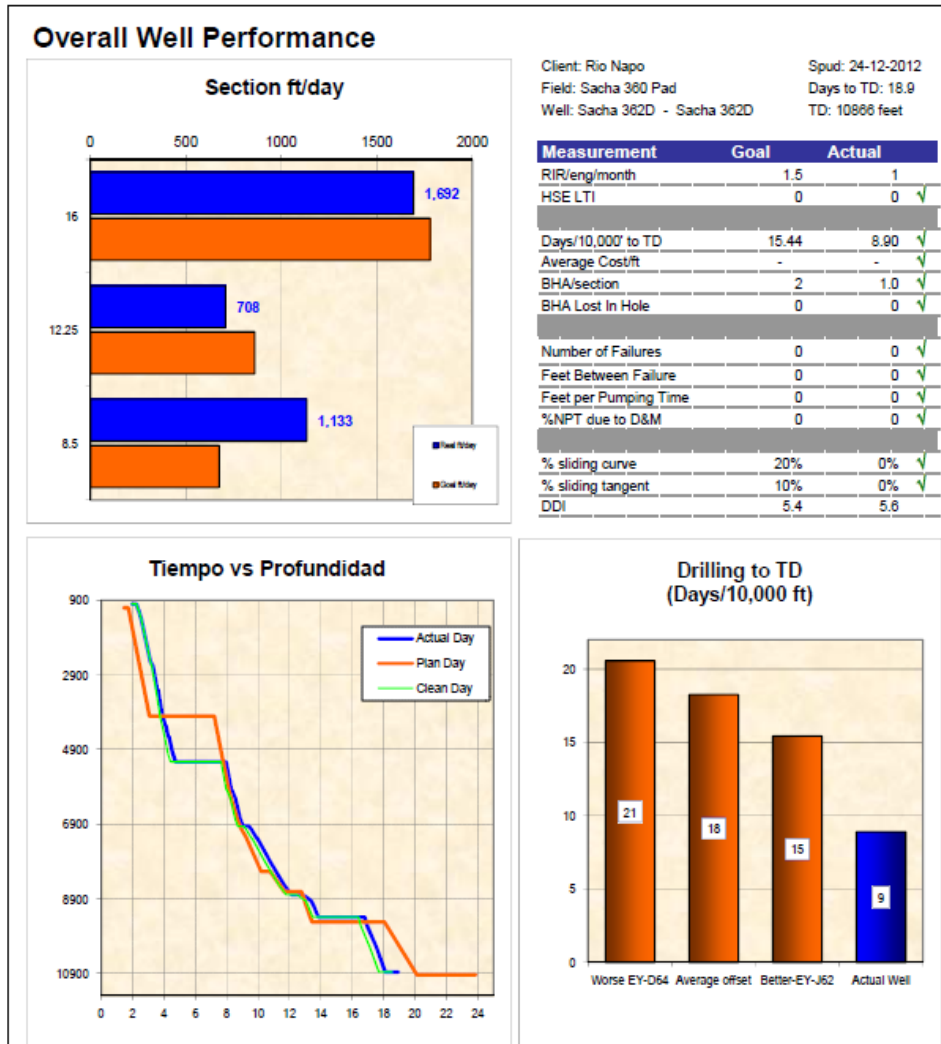 Overall Well Performance
Section ft/day
0 500 1000 1500 2000
16
1,692
12.25
708
8.5
1,133
Real ft/day
Goal ft/day
Client: Rio Napo Spud: 24-12-2012
Field: Sacha 360 Pad Days to TD: 18.9
Well: Sacha 362D - Sacha 362D TD: 10866 feet
Measurement Goal Actual
RIR/eng/month 1.5 1
HSE LTI 0 0 √
Days/10,000' to TD 15.44 8.90 √
Average Cost/ft - - √
BHA/section 2 1.0 √
BHA Lost In Hole 0 0 √
Number of Failures 0 0 √
Feet Between Failure 0 0 √
Feet per Pumping Time 0 0 √
%NPT due to D&M 0 0 √
% sliding curve 20% 0% √
% sliding tangent 10% 0% √
DDI 5.4 5.6
Tiempo vs Profundidad
900
2900
4900
6900
8900
10900
0 2 4 6 8 10 12 14 16 18 20 22 24
Actual Day
Plan Day
Clean Day
Drilling to TD
(Days/10,000 ft)
20
15
10
5
0
21
18
15
9
Worse EY-D64 Average offset Better-EY-J62 Actual Well